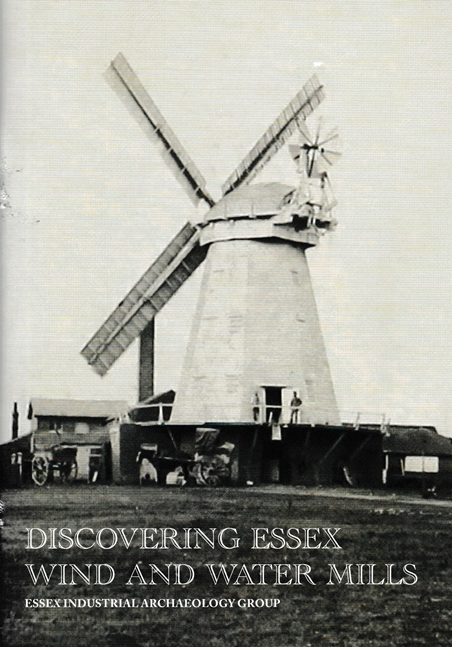 DISCOVERING ESSEX
WIND AND WATER MILLS
ESSEX INDUSTRIAL ARCHAEOLOGY GROUP